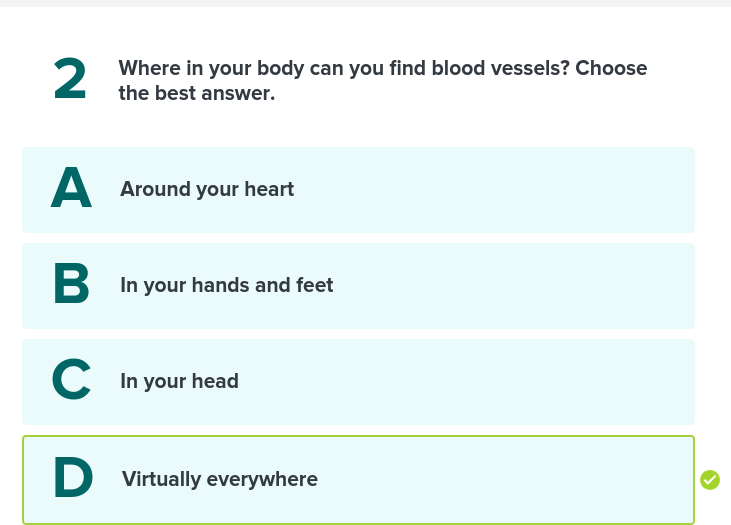 2
Where in your body can you find blood vessels? Choose
the best answer.
A
Around your heart
B
In your hands and feet
C
In your head
D
Virtually everywhere